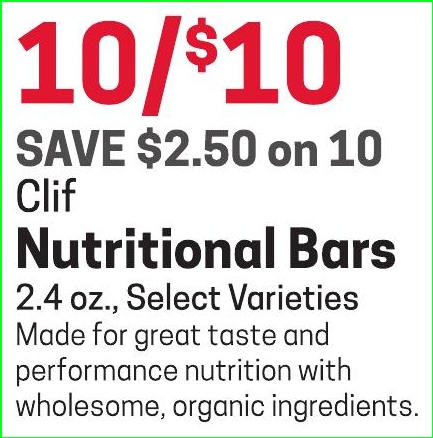 10/$10
SAVE $2.50 on 10
Clif
Nutritional Bars
2.4 oz., Select Varieties
Made for great taste and
performance nutrition with
wholesome, organic ingredients.